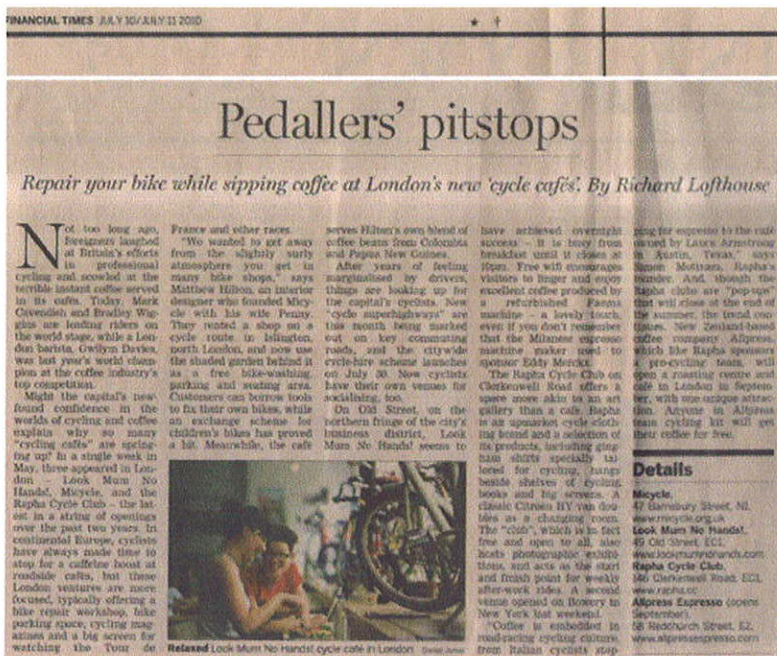 FINANCIAL TIMES JULY 10/JULY 11 2010
★ †
Pedallers' pitstops
Repair your bike while sipping coffee at London's new 'cycle cafés'. By Richard Lofthouse
Not too long ago,
foreigners laughed
at Britain's efforts
in professional
cycling and scowled at the
terrible instant coffee served
in its cafés. Today, Mark
Cavendish and Bradley Wig-
gins are leading riders on
the world stage, while a Lon-
don barista, Gwilym Davies,
was last year's world cham-
pion at the coffee industry's
top competition.
Might the capital's new-
found confidence in the
worlds of cycling and coffee
explain why so many
"cycling cafés" are spring-
ing up? In a single week in
May, three appeared in Lon-
don – Look Mum No
Hands!, Micycle, and the
Rapha Cycle Club – the lat-
est in a string of openings
over the past two years. In
continental Europe, cyclists
have always made time to
stop for a caffeine boost at
roadside cafés, but these
London ventures are more
focused, typically offering a
bike repair workshop, bike
parking space, cycling mag-
azines and a big screen for
watching the Tour de
France and other races.
"We wanted to get away
from the slightly surly
atmosphere you get in
many bike shops," says
Matthew Hilton, an interior
designer who founded Micy-
cle with his wife Penny.
They rented a shop on a
cycle route in Islington,
north London, and now use
the shaded garden behind it
as a free bike-washing,
parking and seating area.
Customers can borrow tools
to fix their own bikes, while
an exchange scheme for
children's bikes has proved
a hit. Meanwhile, the café
serves Hilton's own blend of
coffee beans from Colombia
and Papua New Guinea.
After years of feeling
marginalised by drivers,
things are looking up for
the capital's cyclists. New
"cycle superhighways" are
this month being marked
out on key commuting
roads, and the citywide
cycle-hire scheme launches
on July 30. Now cyclists
have their own venues for
socialising, too.
On Old Street, on the
northern fringe of the city's
business district, Look
Mum No Hands! seems to
have achieved overnight
success – it is busy from
breakfast until it closes at
10pm. Free wifi encourages
visitors to linger and enjoy
excellent coffee produced by
a refurbished Faema
machine – a lovely touch,
even if you don't remember
that the Milanese espresso
machine maker used to
sponsor Eddy Merckx.
The Rapha Cycle Club on
Clerkenwell Road offers a
space more akin to an art
gallery than a café. Rapha
is an upmarket cycle cloth-
ing brand and a selection of
its products, including ging-
ham shirts specially tai-
lored for cycling, hangs
beside shelves of cycling
books and big screens. A
classic Citroën HY van dou-
bles as a changing room.
The "club", which is in fact
free and open to all, also
hosts photographic exhibi-
tions, and acts as the start
and finish point for weekly
after-work rides. A second
venue opened on Bowery in
New York last weekend.
"Coffee is embedded in
road-racing cycling culture,
from Italian cyclists stop-
ping for espresso to the café
owned by Lance Armstrong
in Austin, Texas," says
Simon Mottram, Rapha's
founder. And, though the
Rapha clubs are "pop-ups"
that will close at the end of
the summer, the trend con-
tinues. New Zealand-based
coffee company Allpress,
which like Rapha sponsors
a pro-cycling team, will
open a roasting centre and
café in London in Septem-
ber, with one unique attrac-
tion. Anyone in Allpress
team cycling kit will get
their coffee for free.
Relaxed Look Mum No Hands! cycle café in London
Details
Micycle,
47 Barnsbury Street, N1.
www.micycle.org.uk
Look Mum No Hands!,
49 Old Street, EC1.
www.lookmumnohands.com
Rapha Cycle Club,
146 Clerkenwell Road, EC1.
www.rapha.cc
Allpress Espresso (opens
September),
58 Redchurch Street, E2.
www.allpressespresso.com